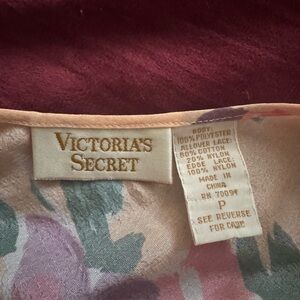 VICTORIA'S
SECRET
BODY:
100% POLYESTER
ALLOVER LACE:
80% COTTON
20% NYLON
EDGE LACE:
100% NYLON
MADE IN
CHINA
RN 70091
P
SEE REVERSE
FOR CARE